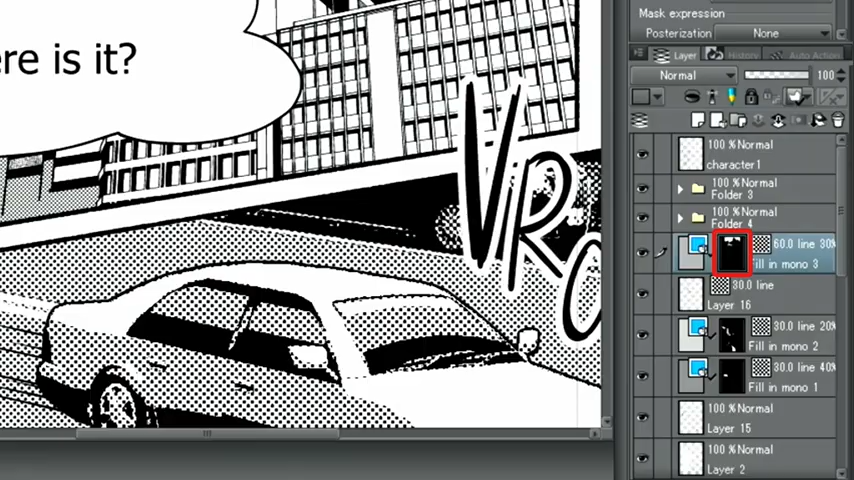 ere is it?
VRO
Mask expression
Posterization None
Layer History Auto Action
Normal 100
100 %Normal
character1
100 %Normal
Folder 3
100 %Normal
Folder 4
60.0 line 30%
Fill in mono 3
30.0 line
Layer 16
30.0 line 20%
Fill in mono 2
30.0 line 40%
Fill in mono 1
100 %Normal
Layer 15
100 %Normal
Layer 2